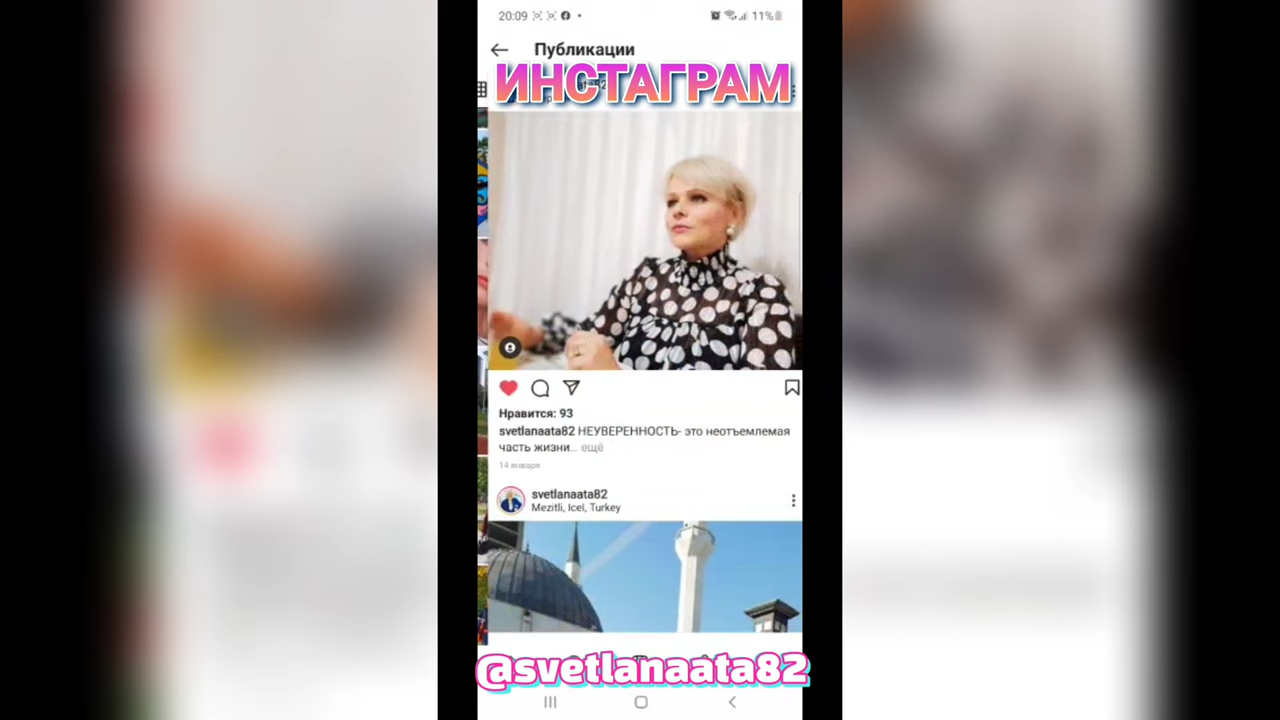 20:09
11%
Публикации
ИНСТАГРАМ
Нравится: 93
svetlanaata82 НЕУВЕРЕННОСТЬ- это неотъемлемая
часть жизни... ещё
14 января
svetlanaata82
Mezitli, Icel, Turkey
@svetlanaata82